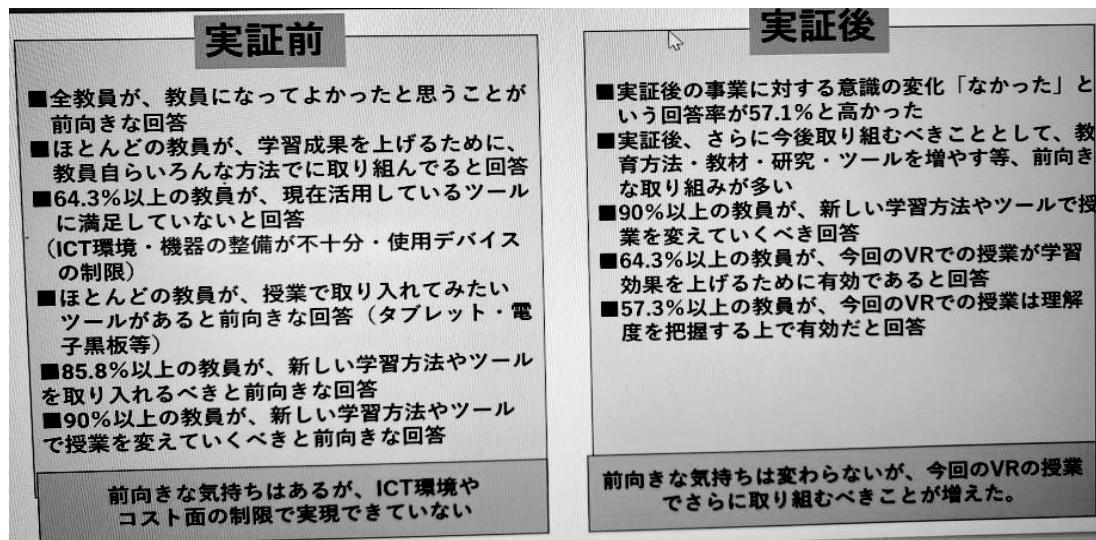 実証前
■全教員が、教員になってよかったと思うことが
前向きな回答
■ほとんどの教員が、学習成果を上げるために、
教員自らいろんな方法でに取り組んでると回答
■64.3%以上の教員が、現在活用しているツール
に満足していないと回答
（ICT環境・機器の整備が不十分・使用デバイス
の制限）
■ほとんどの教員が、授業で取り入れてみたい
ツールがあると前向きな回答（タブレット・電
子黒板等）
■85.8%以上の教員が、新しい学習方法やツール
を取り入れるべきと前向きな回答
■90%以上の教員が、新しい学習方法やツール
で授業を変えていくべきと前向きな回答
前向きな気持ちはあるが、ICT環境や
コスト面の制限で実現できていない
実証後
■実証後の事業に対する意識の変化「なかった」と
いう回答率が57.1%と高かった
■実証後、さらに今後取り組むべきこととして、教
育方法・教材・研究・ツールを増やす等、前向き
な取り組みが多い
■90%以上の教員が、新しい学習方法やツールで授
業を変えていくべき回答
■64.3%以上の教員が、今回のVRでの授業が学習
効果を上げるために有効であると回答
■57.3%以上の教員が、今回のVRでの授業は理解
度を把握する上で有効だと回答
前向きな気持ちは変わらないが、今回のVRの授業
でさらに取り組むべきことが増えた。